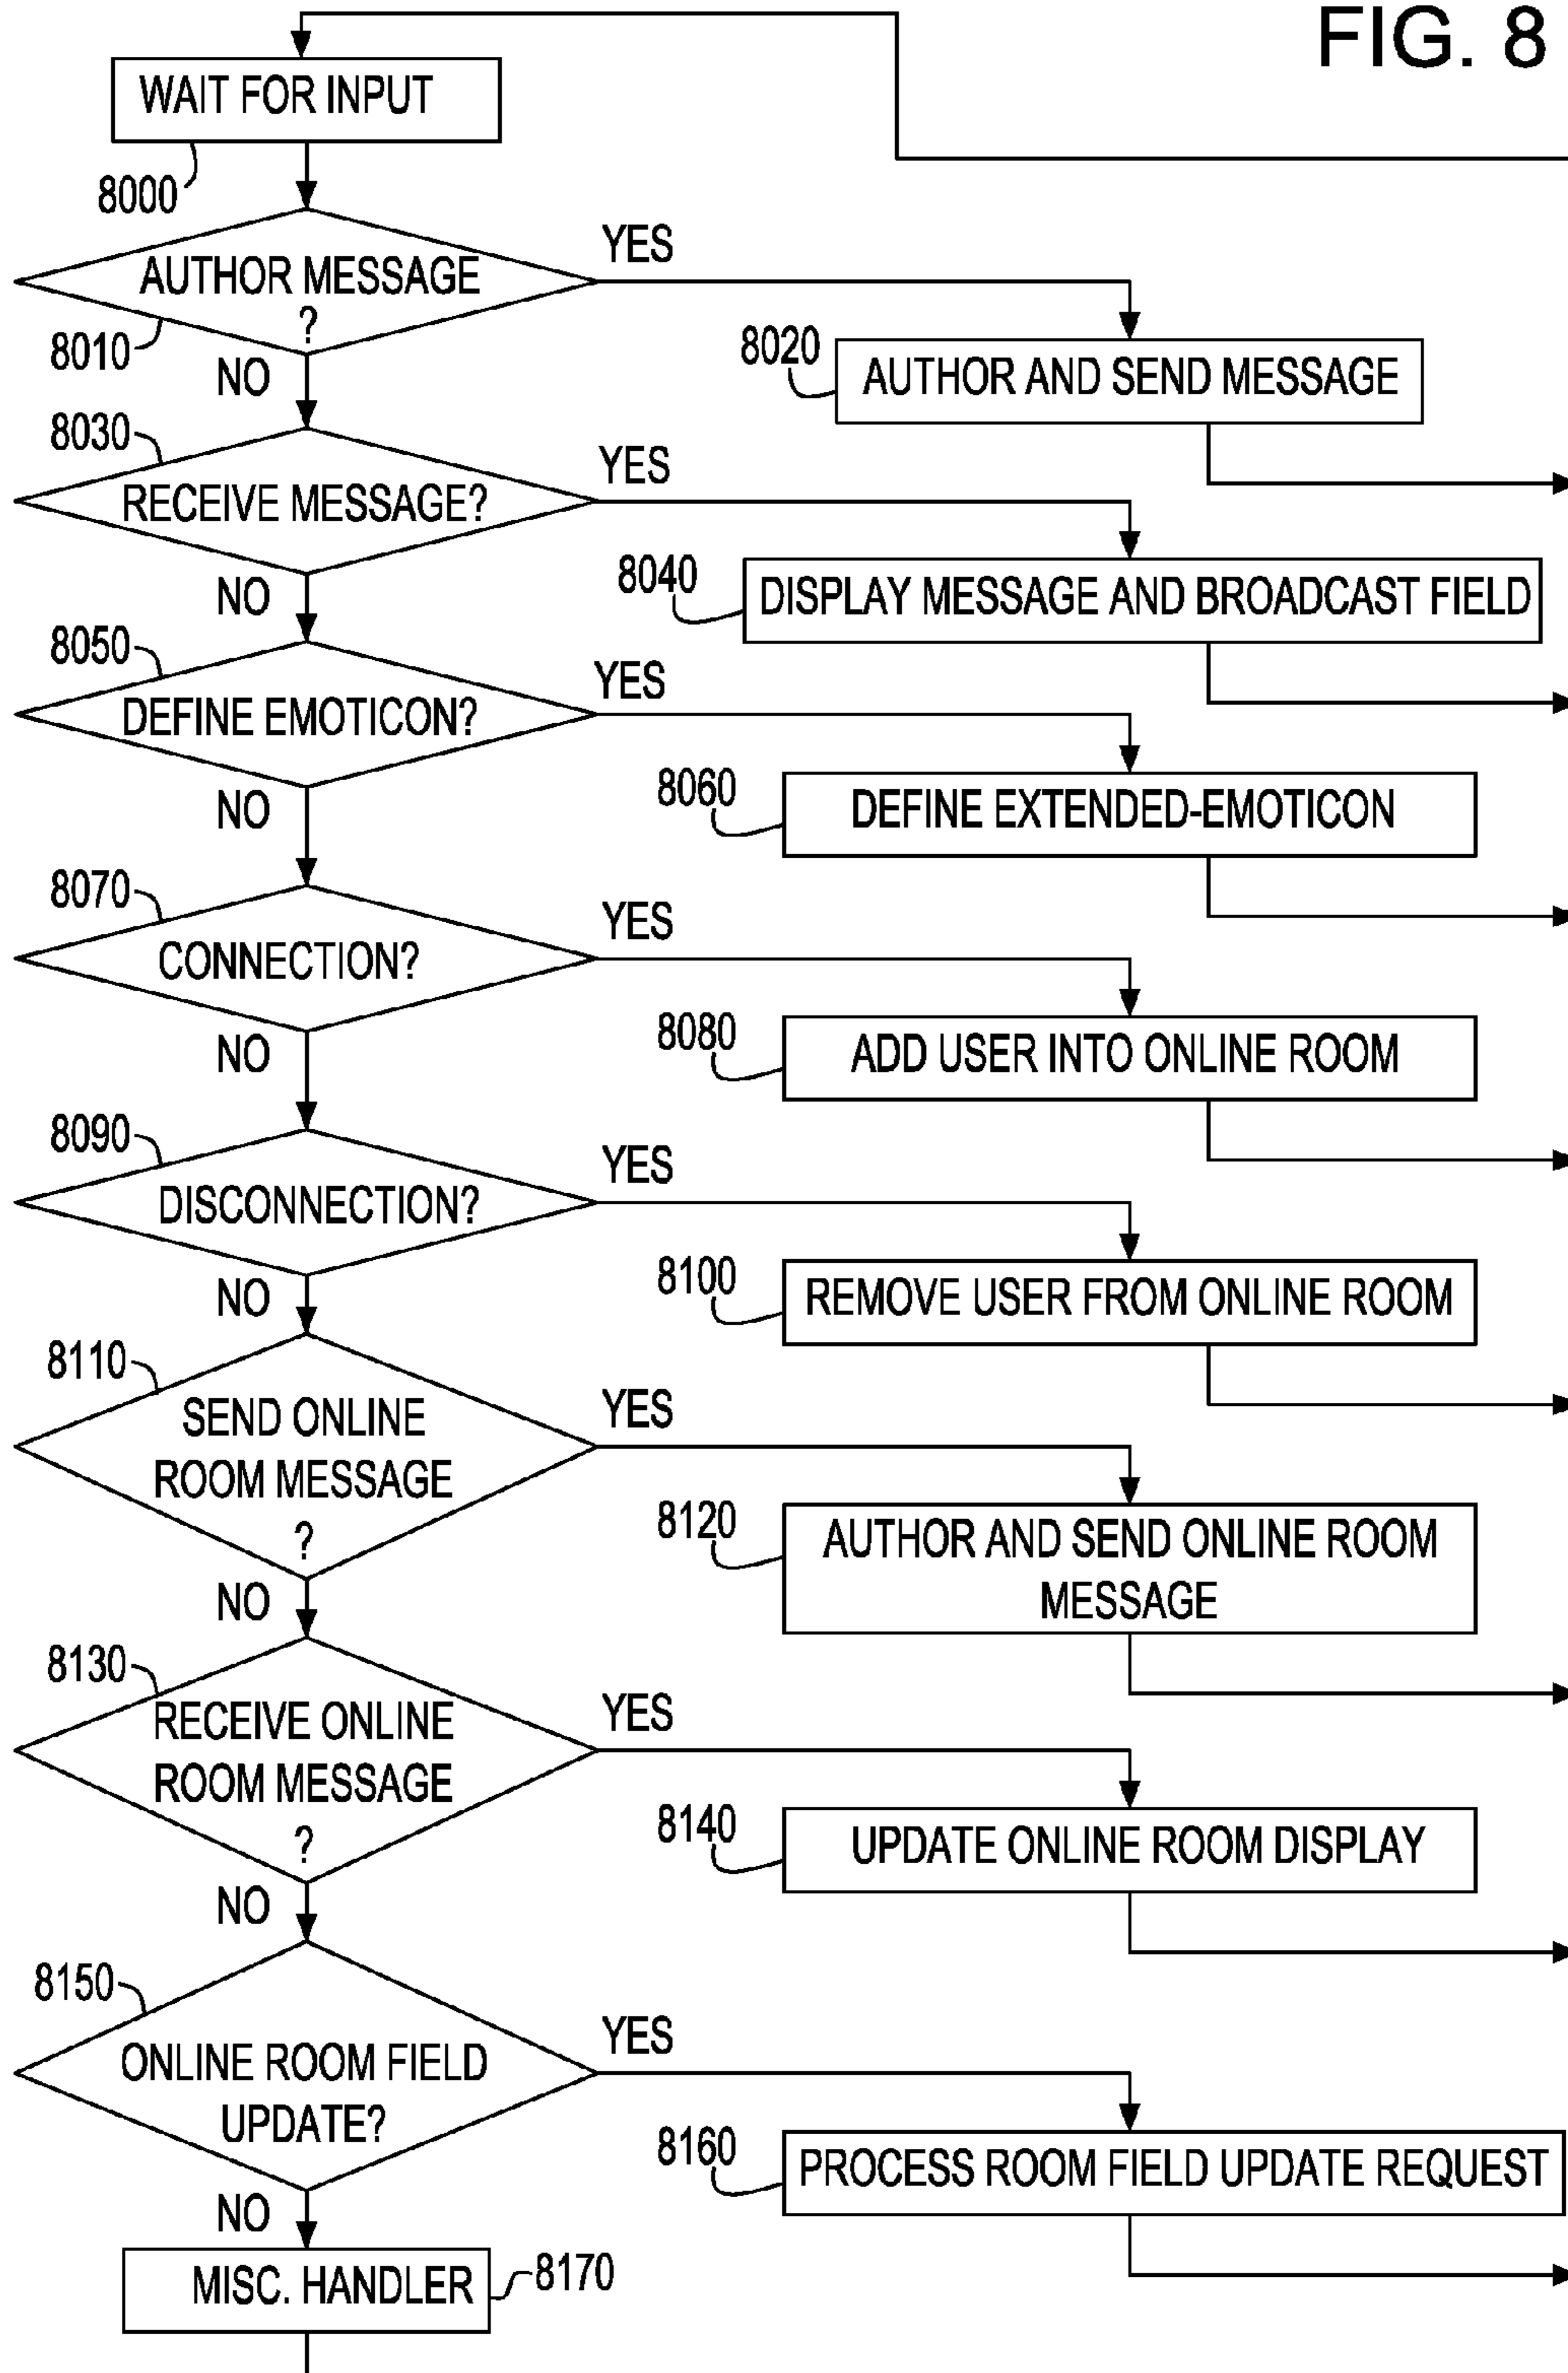 FIG. 8
WAIT FOR INPUT
8000
AUTHOR MESSAGE
?
8010
YES
NO
8020
AUTHOR AND SEND MESSAGE
8030
RECEIVE MESSAGE?
YES
NO
8040
DISPLAY MESSAGE AND BROADCAST FIELD
8050
DEFINE EMOTICON?
YES
NO
8060
DEFINE EXTENDED-EMOTICON
8070
CONNECTION?
YES
NO
8080
ADD USER INTO ONLINE ROOM
8090
DISCONNECTION?
YES
NO
8100
REMOVE USER FROM ONLINE ROOM
8110
SEND ONLINE
ROOM MESSAGE
?
YES
NO
8120
AUTHOR AND SEND ONLINE ROOM
MESSAGE
8130
RECEIVE ONLINE
ROOM MESSAGE
?
YES
NO
8140
UPDATE ONLINE ROOM DISPLAY
8150
ONLINE ROOM FIELD
UPDATE?
YES
NO
8160
PROCESS ROOM FIELD UPDATE REQUEST
MISC. HANDLER
8170